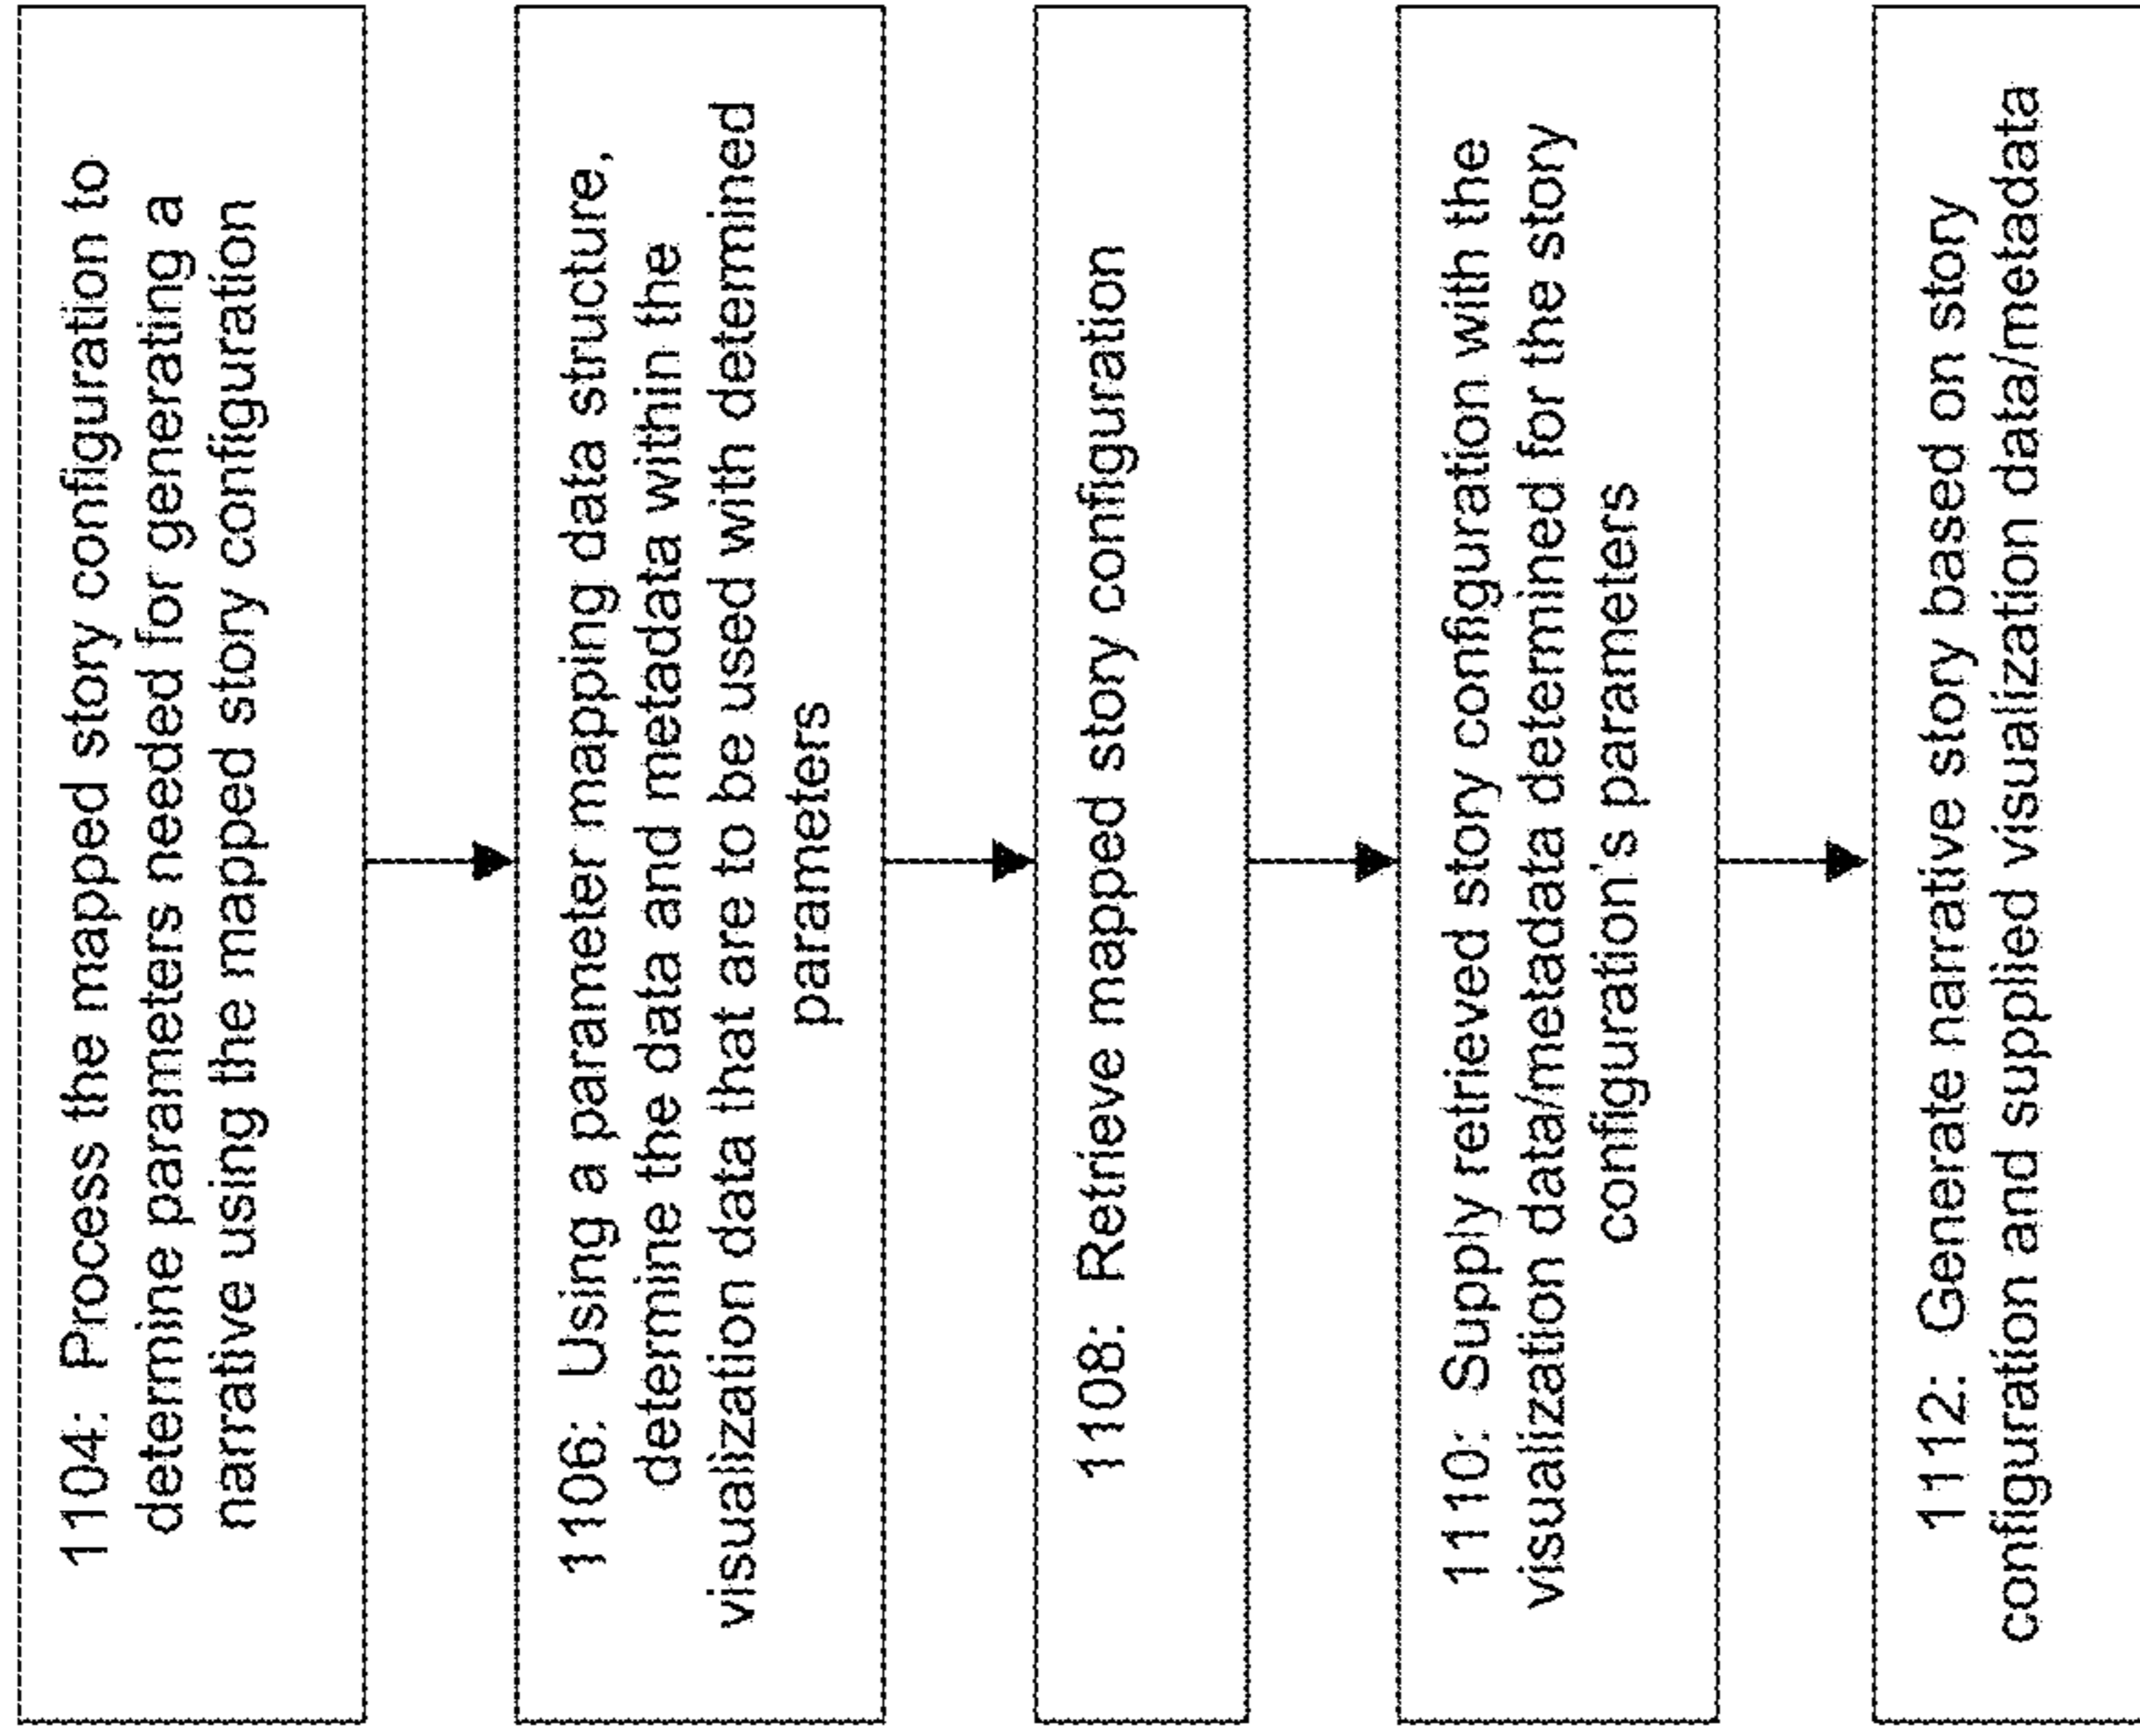 1104: Process the mapped story configuration to
determine parameters needed for generating a
narrative using the mapped story configuration
1106: Using a parameter mapping data structure,
determine the data and metadata within the
visualization data that are to be used with determined
parameters
1108: Retrieve mapped story configuration
1110: Supply retrieved story configuration with the
visualization data/metadata determined for the story
configuration's parameters
1112: Generate narrative story based on story
configuration and supplied visualization data/metadata